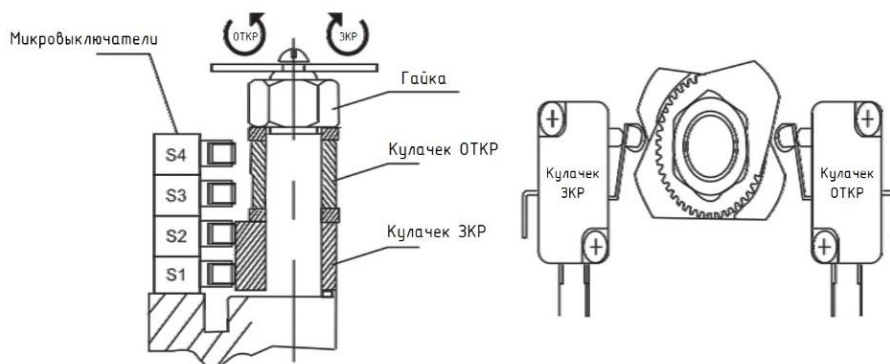 Микровыключатели
ОТКР
ЗКР
Гайка
S4
Кулачек ОТКР
S3
S2
Кулачек ЗКР
S1
Кулачек
ЗКР
Кулачек
ОТКР